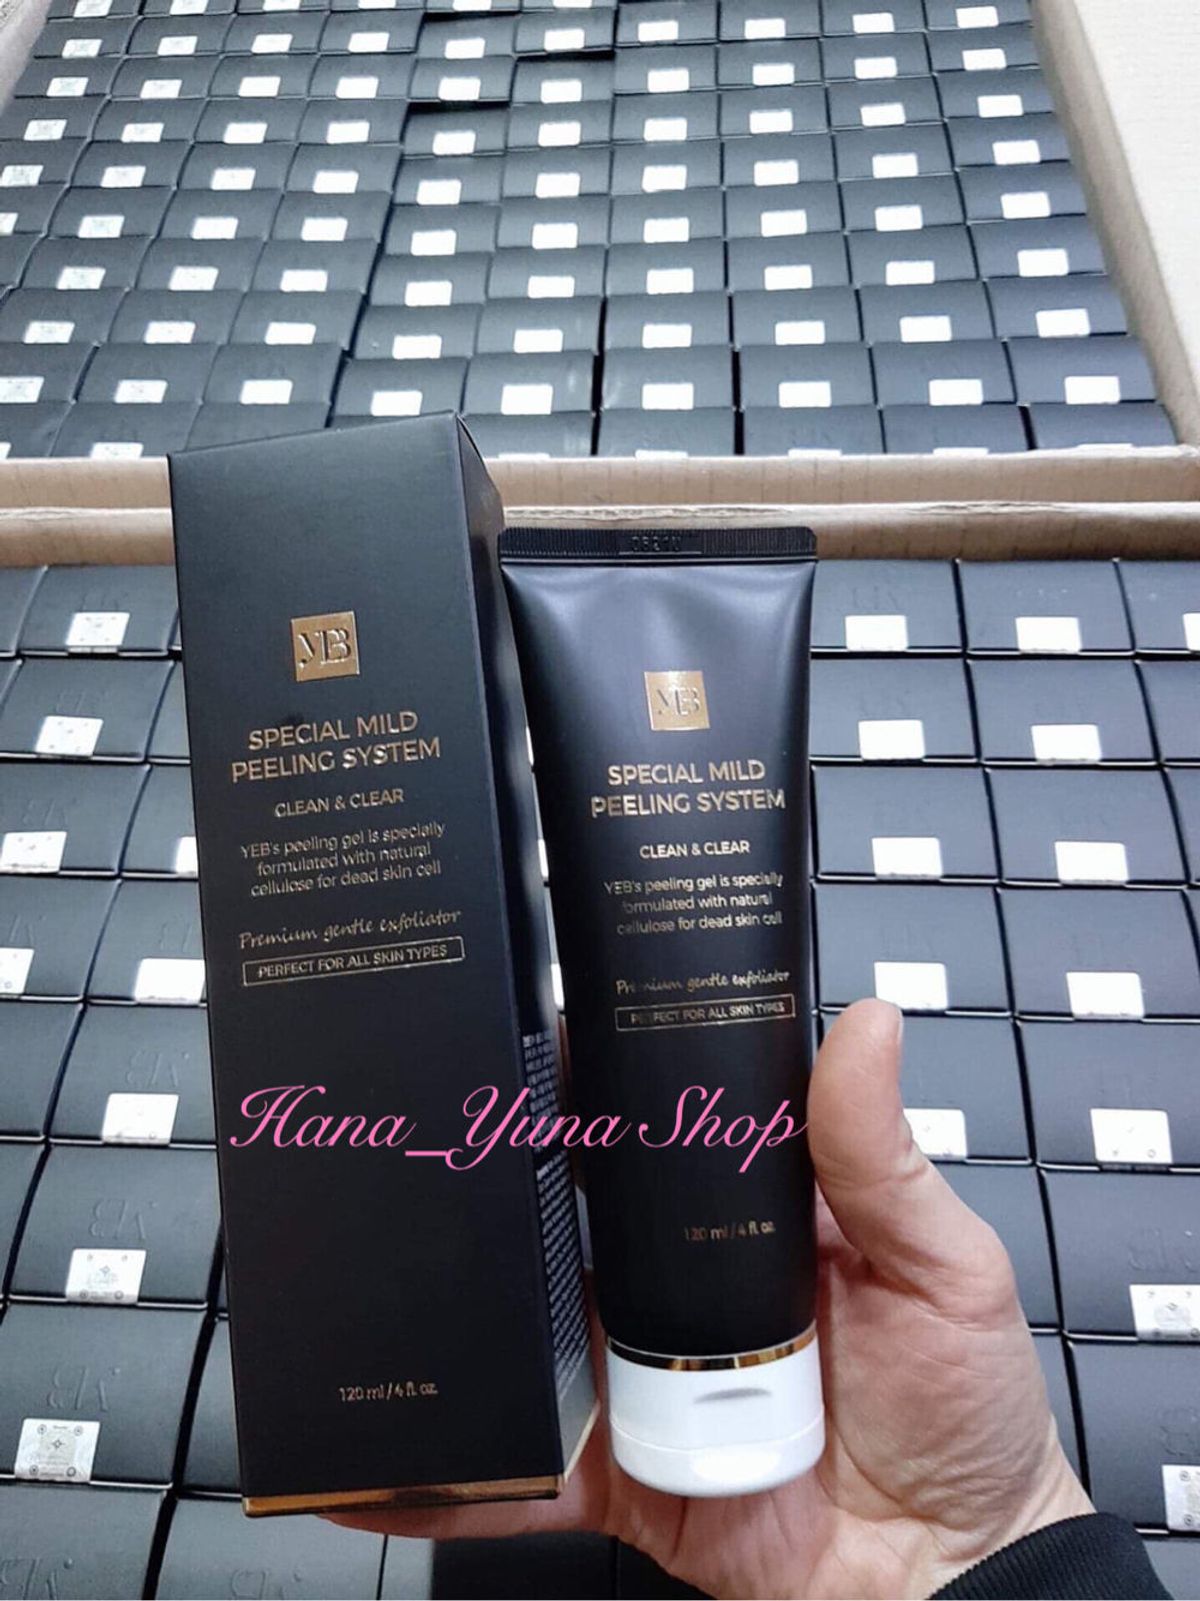 YEB
SPECIAL MILD
PEELING SYSTEM
CLEAN & CLEAR
YEB's peeling gel is specially
formulated with natural
cellulose for dead skin cell
Premium gentle exfoliator
PERFECT FOR ALL SKIN TYPES
120 ml / 4 fl. oz.
YEB
SPECIAL MILD
PEELING SYSTEM
CLEAN & CLEAR
YEB's peeling gel is specially
formulated with natural
cellulose for dead skin cell
Premium gentle exfoliator
PERFECT FOR ALL SKIN TYPES
120 ml / 4 fl. oz.
Hana_Yuna Shop